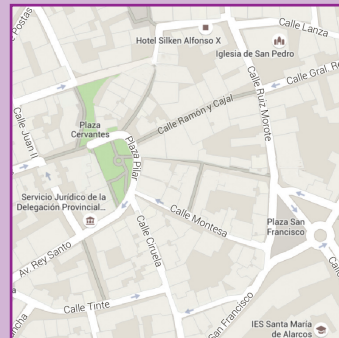 e Postas
Calle Lanza
Hotel Silken Alfonso X
Iglesia de San Pedro
Calle Gral. Re
Calle Ramón y Cajal
Calle Ruiz Morote
Plaza
Cervantes
Calle Juan II
Plaza Pilar
Servicio Jurídico de la
Delegación Provincial...
Calle Montesa
Plaza San
Francisco
Av. Rey Santo
Calle Ciruela
Calle Tinte
San Francisco
ncha
a
IES Santa María
de Alarcos